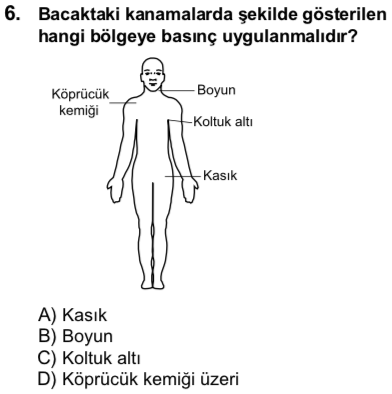 6. Bacaktaki kanamalarda şekilde gösterilen
hangi bölgeye basınç uygulanmalıdır?
Köprücük
kemiği
Boyun
Koltuk altı
Kasık
A) Kasık
B) Boyun
C) Koltuk altı
D) Köprücük kemiği üzeri